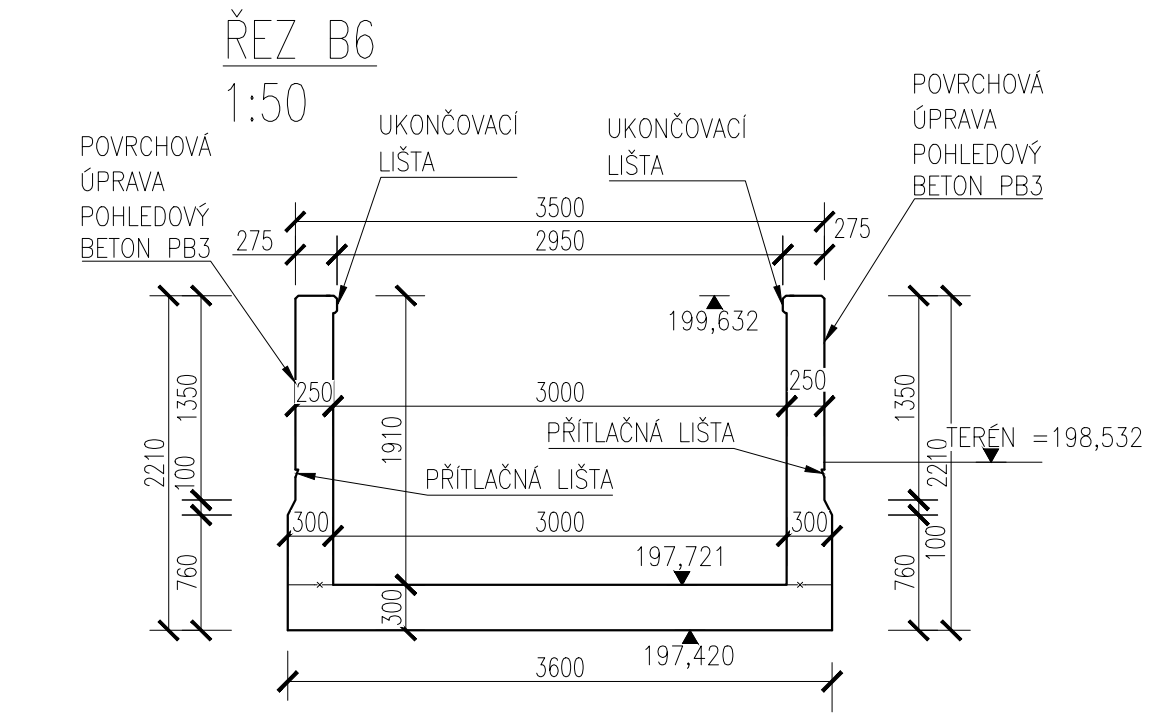 ŘEZ B6
1:50
POVRCHOVÁ
ÚPRAVA
POHLEDOVÝ
BETON PB3
UKONČOVACÍ
LIŠTA
UKONČOVACÍ
LIŠTA
POVRCHOVÁ
ÚPRAVA
POHLEDOVÝ
BETON PB3
3500
275
2950
275
199,632
250
3000
250
1350
1910
2210
100
760
PŘÍTLAČNÁ LIŠTA
PŘÍTLAČNÁ LIŠTA
TERÉN =198,532
1350
2210
100
760
300
3000
300
197,721
300
197,420
3600